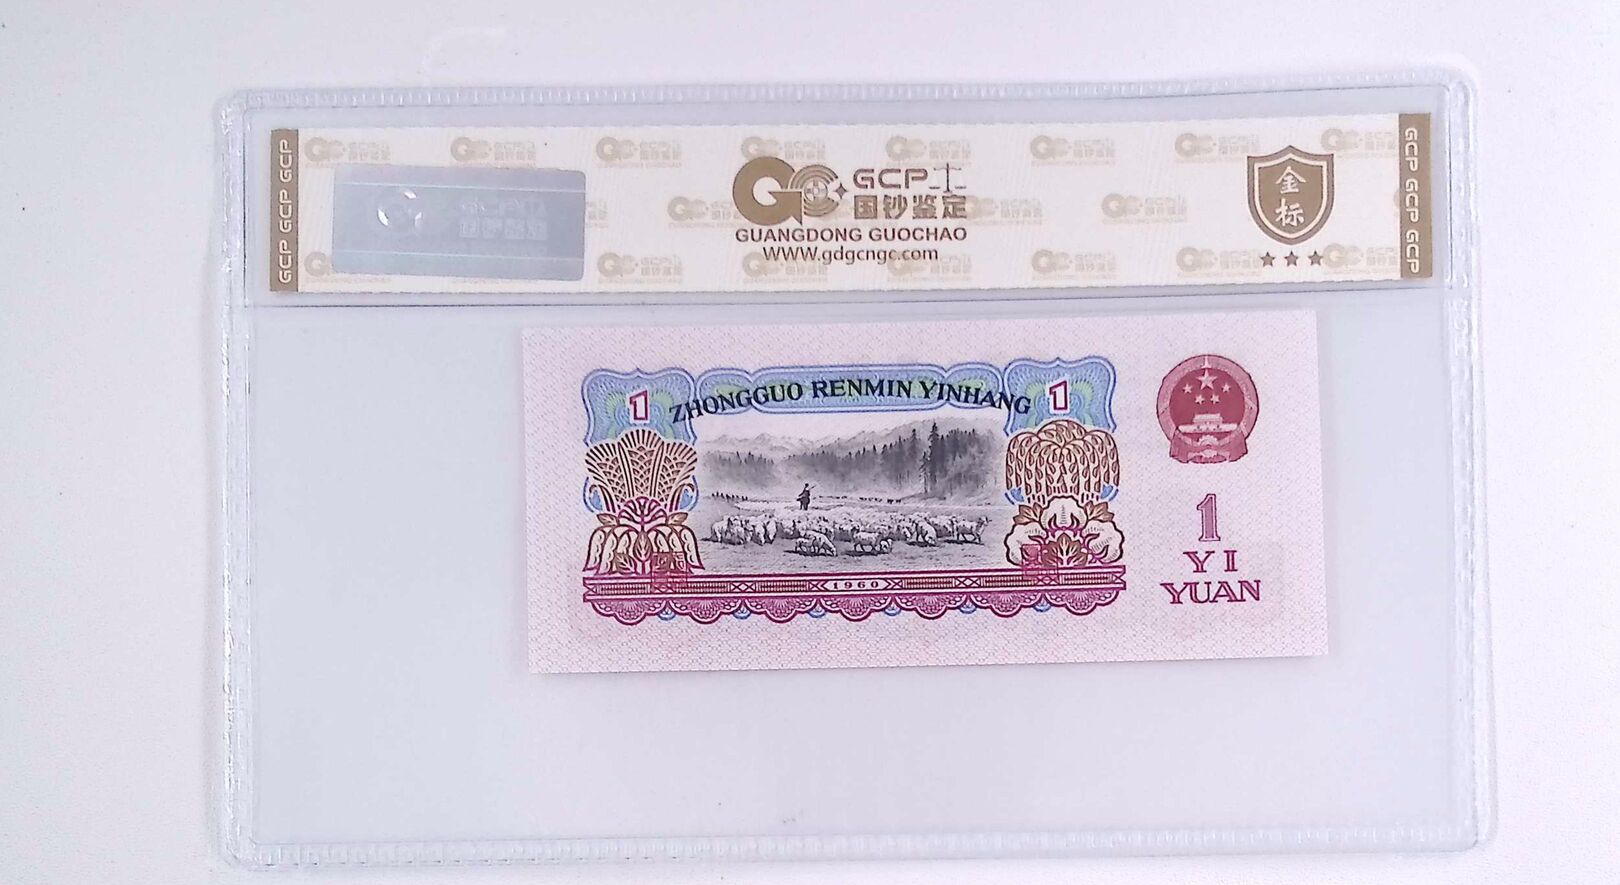 GCP GCP GCP
GCP
国钞鉴定
GUANGDONG GUOCHAO
WWW.gdgcngc.com
金
标
GCP GCP GCP
1
ZHONGGUO RENMIN YINHANG
1
1960
1
YI
YUAN